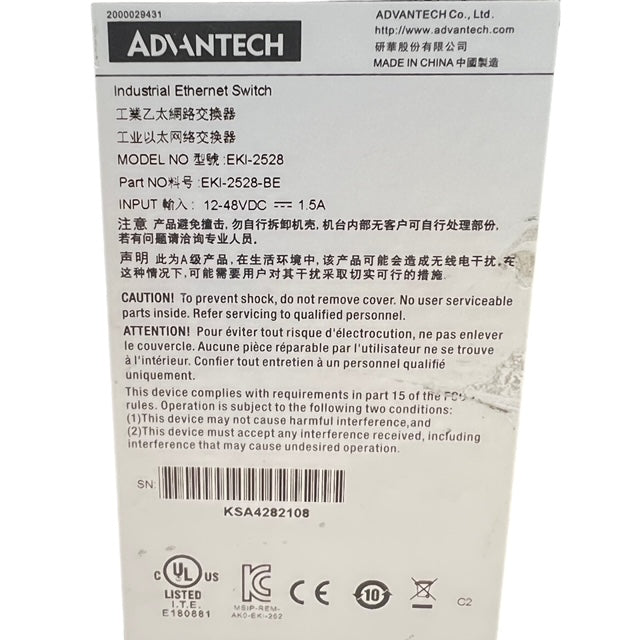 2000029431
ADVANTECH
ADVANTECH Co., Ltd.
http://www.advantech.com
研華股份有限公司
MADE IN CHINA 中國製造
Industrial Ethernet Switch
工業乙太網路交換器
工业以太网络交换器
MODEL NO 型號 :EKI-2528
Part NO料号 :EKI-2528-BE
INPUT 輸入 : 12-48VDC ⎓ 1.5A
注意 产品避免撞击, 勿自行拆卸机壳, 机台内部无客户可自行处理部份,
若有问题请洽询专业人员.
声明 此为A级产品, 在生活环境中, 该产品可能会造成无线电干扰. 在
这种情况下, 可能需要用户对其干扰采取切实可行的措施.
CAUTION! To prevent shock, do not remove cover. No user serviceable
parts inside. Refer servicing to qualified personnel.
ATTENTION! Pour éviter tout risque d'électrocution, ne pas enlever
le couvercle. Aucune pièce réparable par l'utilisateur ne se trouve
à l'intérieur. Confier tout entretien à un personnel qualifié
uniquement.
This device complies with requirements in part 15 of the FCC
rules. Operation is subject to the following two conditions:
(1)This device may not cause harmful interference,and
(2)This device must accept any interference received, including
interference that may cause undesired operation.
SN:
KSA4282108
C UL US
LISTED
I.T.E.
E180881
KC
MSIP-REM-
AK0-EKI-252
CE
10
C2